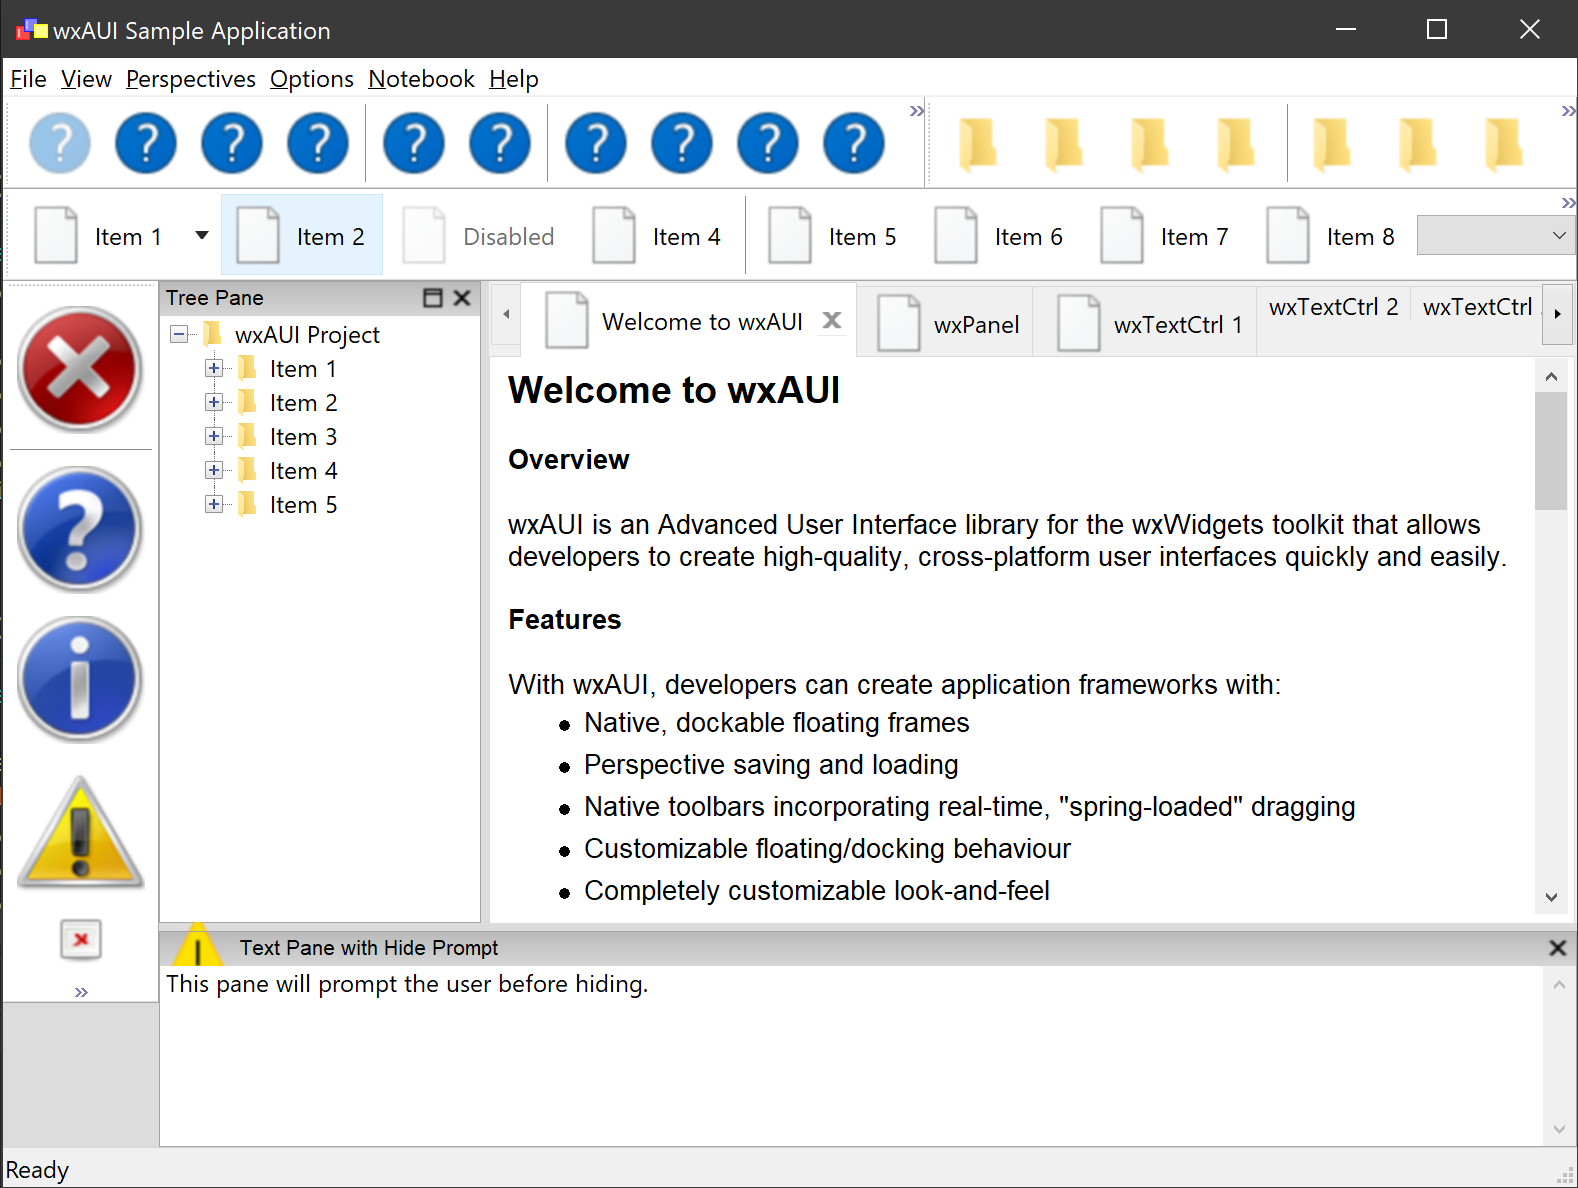 wxAUI Sample Application
File View Perspectives Options Notebook Help
Item 1 Item 2 Disabled Item 4 Item 5 Item 6 Item 7 Item 8
Tree Pane
wxAUI Project
Item 1
Item 2
Item 3
Item 4
Item 5
Welcome to wxAUI wxPanel wxTextCtrl 1 wxTextCtrl 2 wxTextCtrl
Welcome to wxAUI
Overview
wxAUI is an Advanced User Interface library for the wxWidgets toolkit that allows
developers to create high-quality, cross-platform user interfaces quickly and easily.
Features
With wxAUI, developers can create application frameworks with:
Native, dockable floating frames
Perspective saving and loading
Native toolbars incorporating real-time, "spring-loaded" dragging
Customizable floating/docking behaviour
Completely customizable look-and-feel
Text Pane with Hide Prompt
This pane will prompt the user before hiding.
Ready